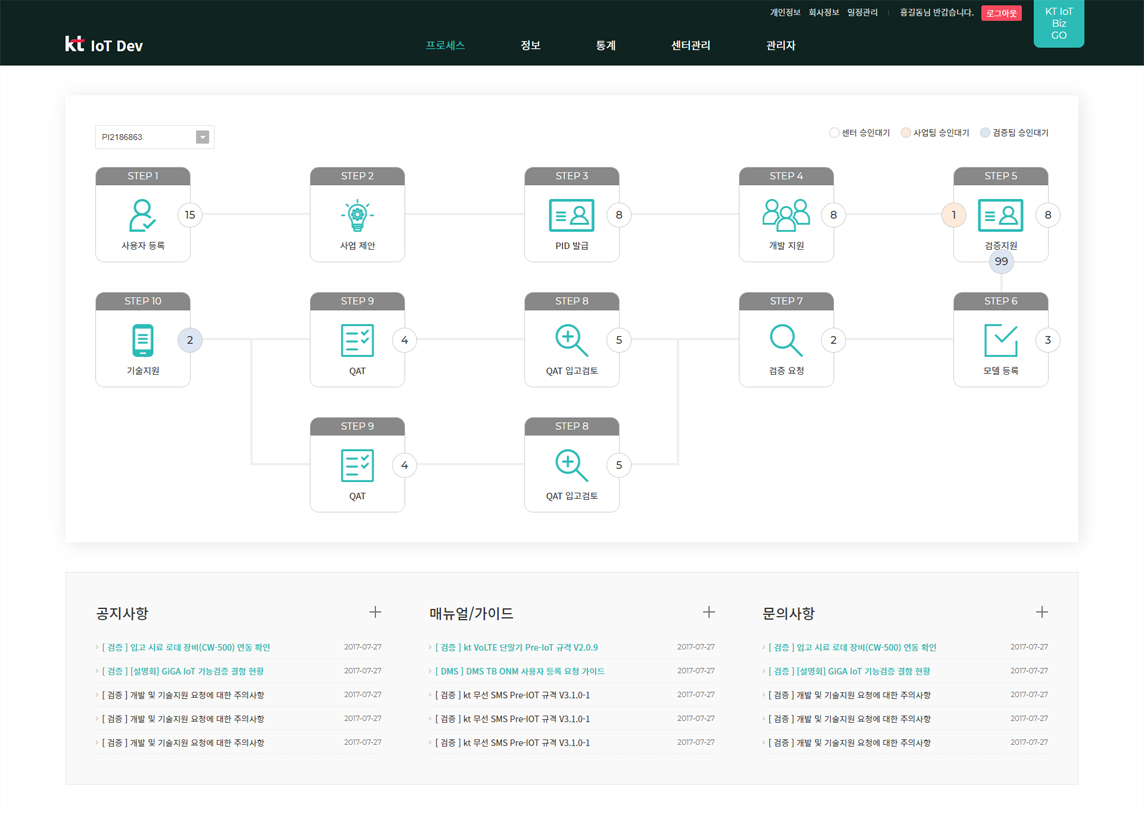 개인정보 회사정보 일정관리 홍길동님 반갑습니다. 로그아웃
KT IoT
Biz
GO
kt IoT Dev
프로세스 정보 통계 센터관리 관리자
PI2186863
센터 승인대기 사업팀 승인대기 검증팀 승인대기
STEP 1
15
사용자 등록
STEP 2
사업 제안
STEP 3
8
PID 발급
STEP 4
8
개발 지원
STEP 5
1
8
검증지원
99
STEP 10
2
기술지원
STEP 9
4
QAT
STEP 8
5
QAT 입고검토
STEP 7
2
검증 요청
STEP 6
3
모델 등록
STEP 9
4
QAT
STEP 8
5
QAT 입고검토
공지사항
[ 검증 ] 입고 시료 로데 장비(CW-500) 연동 확인 2017-07-27
[ 검증 ] [설명회] GiGA IoT 기능검증 결함 현황 2017-07-27
[ 검증 ] 개발 및 기술지원 요청에 대한 주의사항 2017-07-27
[ 검증 ] 개발 및 기술지원 요청에 대한 주의사항 2017-07-27
[ 검증 ] 개발 및 기술지원 요청에 대한 주의사항 2017-07-27
매뉴얼/가이드
[ 검증 ] kt VoLTE 단말기 Pre-IoT 규격 V2.0.9 2017-07-27
[ DMS ] DMS TB ONM 사용자 등록 요청 가이드 2017-07-27
[ 검증 ] kt 무선 SMS Pre-IOT 규격 V3.1.0-1 2017-07-27
[ 검증 ] kt 무선 SMS Pre-IOT 규격 V3.1.0-1 2017-07-27
[ 검증 ] kt 무선 SMS Pre-IOT 규격 V3.1.0-1 2017-07-27
문의사항
[ 검증 ] 입고 시료 로데 장비(CW-500) 연동 확인 2017-07-27
[ 검증 ] [설명회] GiGA IoT 기능검증 결함 현황 2017-07-27
[ 검증 ] 개발 및 기술지원 요청에 대한 주의사항 2017-07-27
[ 검증 ] 개발 및 기술지원 요청에 대한 주의사항 2017-07-27
[ 검증 ] 개발 및 기술지원 요청에 대한 주의사항 2017-07-27